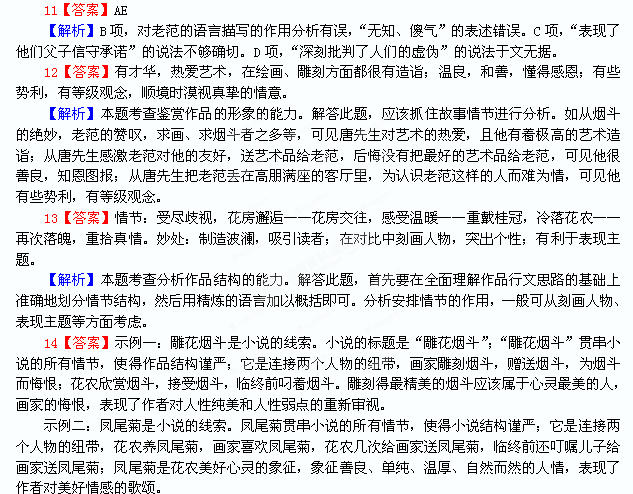 11【答案】AE
【解析】B项，对老范的语言描写的作用分析有误，“无知、傻气”的表述错误。C项，“表现了
他们父子信守承诺”的说法不够确切。D项，“深刻批判了人们的虚伪”的说法于文无据。
12【答案】有才华，热爱艺术，在绘画、雕刻方面都很有造诣；温良，和善，懂得感恩；有些
势利，有等级观念，顺境时漠视真挚的情意。
【解析】本题考查鉴赏作品的形象的能力。解答此题，应该抓住故事情节进行分析。如从烟斗
的绝妙，老范的赞叹，求画、求烟斗者之多等，可见唐先生对艺术的热爱，且他有着极高的艺术造
诣；从唐先生感激老范对他的友好，送艺术品给老范，后悔没有把最好的艺术品给老范，可见他很
善良，知恩图报；从唐先生把老范丢在高朋满座的客厅里，为认识老范这样的人而难为情，可见他
有些势利，有等级观念。
13【答案】情节：受尽歧视，花房邂逅——花房交往，感受温暖——重戴桂冠，冷落花农——
再次落魄，重拾真情。妙处：制造波澜，吸引读者；在对比中刻画人物，突出个性；有利于表现主
题。
【解析】本题考查分析作品结构的能力。解答此题，首先要在全面理解作品行文思路的基础上
准确地划分情节结构，然后用精炼的语言加以概括即可。分析安排情节的作用，一般可从刻画人物、
表现主题等方面考虑。
14【答案】示例一：雕花烟斗是小说的线索。小说的标题是“雕花烟斗”；“雕花烟斗”贯串小
说的所有情节，使得作品结构谨严；它是连接两个人物的纽带，画家雕刻烟斗，赠送烟斗，为烟斗
而悔恨；花农欣赏烟斗，接受烟斗，临终前叼着烟斗。雕刻得最精美的烟斗应该属于心灵最美的人，
画家的悔恨，表现了作者对人性纯美和人性弱点的重新审视。
示例二：凤尾菊是小说的线索。凤尾菊贯串小说的所有情节，使得小说结构谨严；它是连接两
个人物的纽带，花农养凤尾菊，画家喜欢凤尾菊，花农几次给画家送凤尾菊，临终前还叮嘱儿子给
画家送凤尾菊；凤尾菊是花农美好心灵的象征，象征善良、单纯、温厚、自然而然的人情，表现了
作者对美好情感的歌颂。